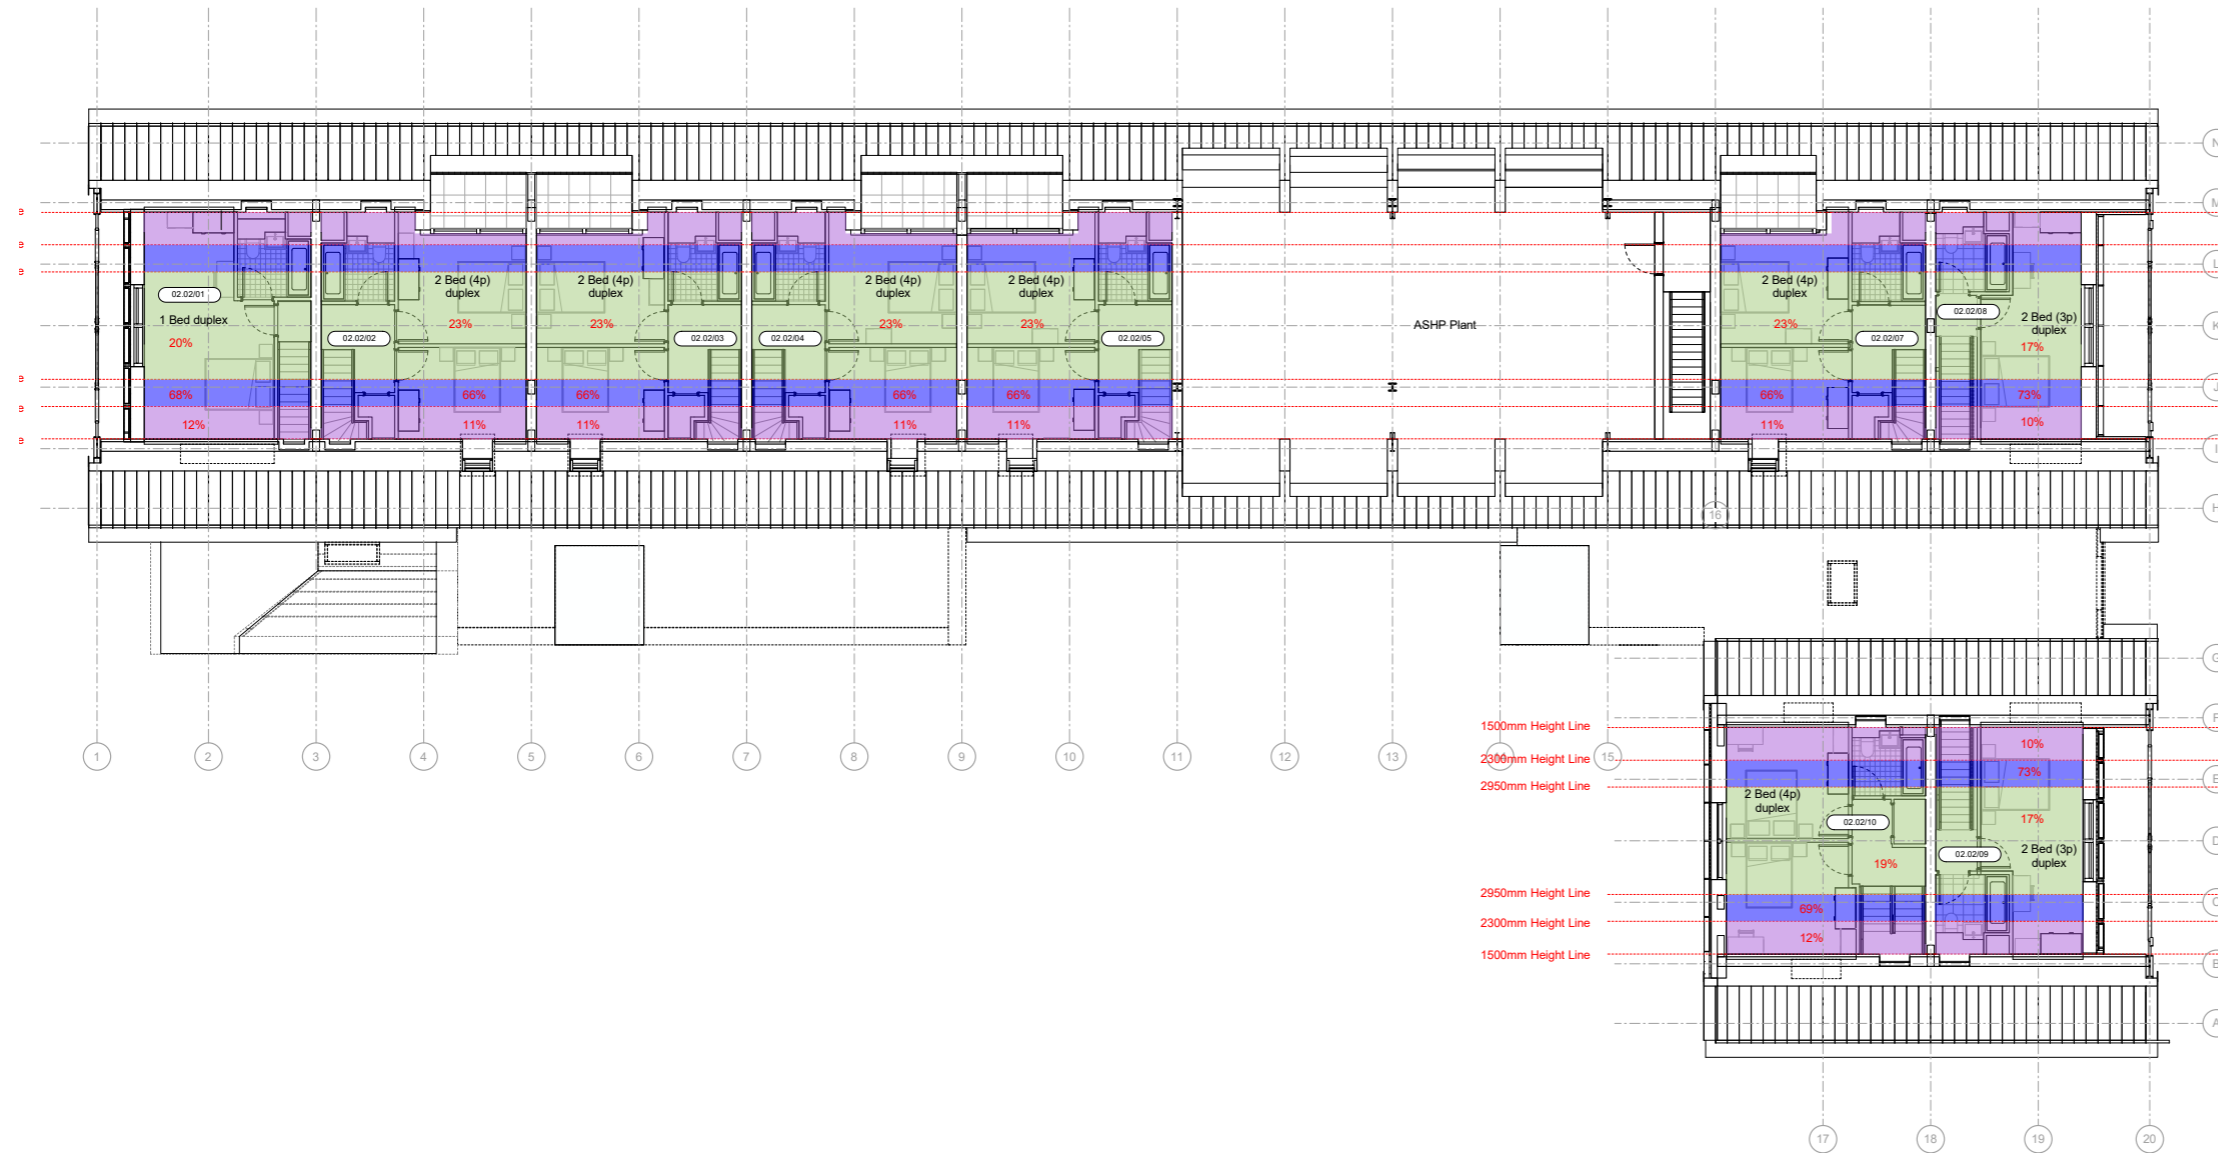 N
M
L
02.02/01
1 Bed duplex
20%
68%
12%
02.02/02
2 Bed (4p)
duplex
23%
66%
11%
2 Bed (4p)
duplex
23%
02.02/03
66%
11%
02.02/04
2 Bed (4p)
duplex
23%
66%
11%
2 Bed (4p)
duplex
23%
02.02/05
66%
11%
ASHP Plant
2 Bed (4p)
duplex
23%
02.02/07
66%
11%
02.02/08
2 Bed (3p)
duplex
17%
73%
10%
K
J
I
H
16
G
F
1500mm Height Line
2300mm Height Line
2950mm Height Line
1
2
3
4
5
6
7
8
9
10
11
12
13
14
15
10%
73%
17%
2 Bed (4p)
duplex
02.02/10
19%
69%
12%
02.02/09
2 Bed (3p)
duplex
E
D
C
B
A
2950mm Height Line
2300mm Height Line
1500mm Height Line
17
18
19
20